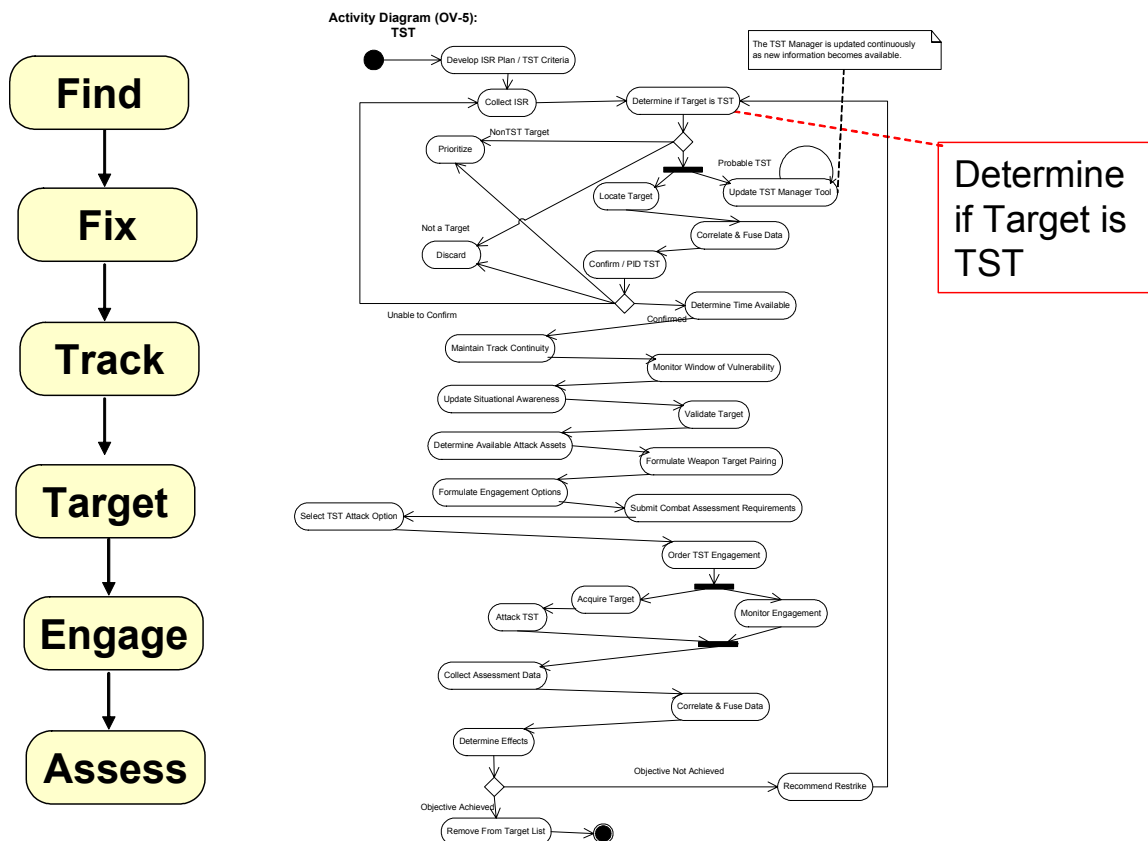 Activity Diagram (OV-5):
TST
Find
Fix
Track
Target
Engage
Assess
The TST Manager is updated continuously
as new information becomes available.
Develop ISR Plan / TST Criteria
Collect ISR
Determine if Target is TST
NonTST Target
Prioritize
Probable TST
Locate Target
Update TST Manager Tool
Not a Target
Correlate & Fuse Data
Discard
Confirm / PID TST
Determine Time Available
Unable to Confirm
Confirmed
Maintain Track Continuity
Monitor Window of Vulnerability
Update Situational Awareness
Validate Target
Determine Available Attack Assets
Formulate Weapon Target Pairing
Formulate Engagement Options
Submit Combat Assessment Requirements
Select TST Attack Option
Order TST Engagement
Acquire Target
Attack TST
Monitor Engagement
Collect Assessment Data
Correlate & Fuse Data
Determine Effects
Objective Not Achieved
Recommend Restrike
Objective Achieved
Remove From Target List
Determine
if Target is
TST